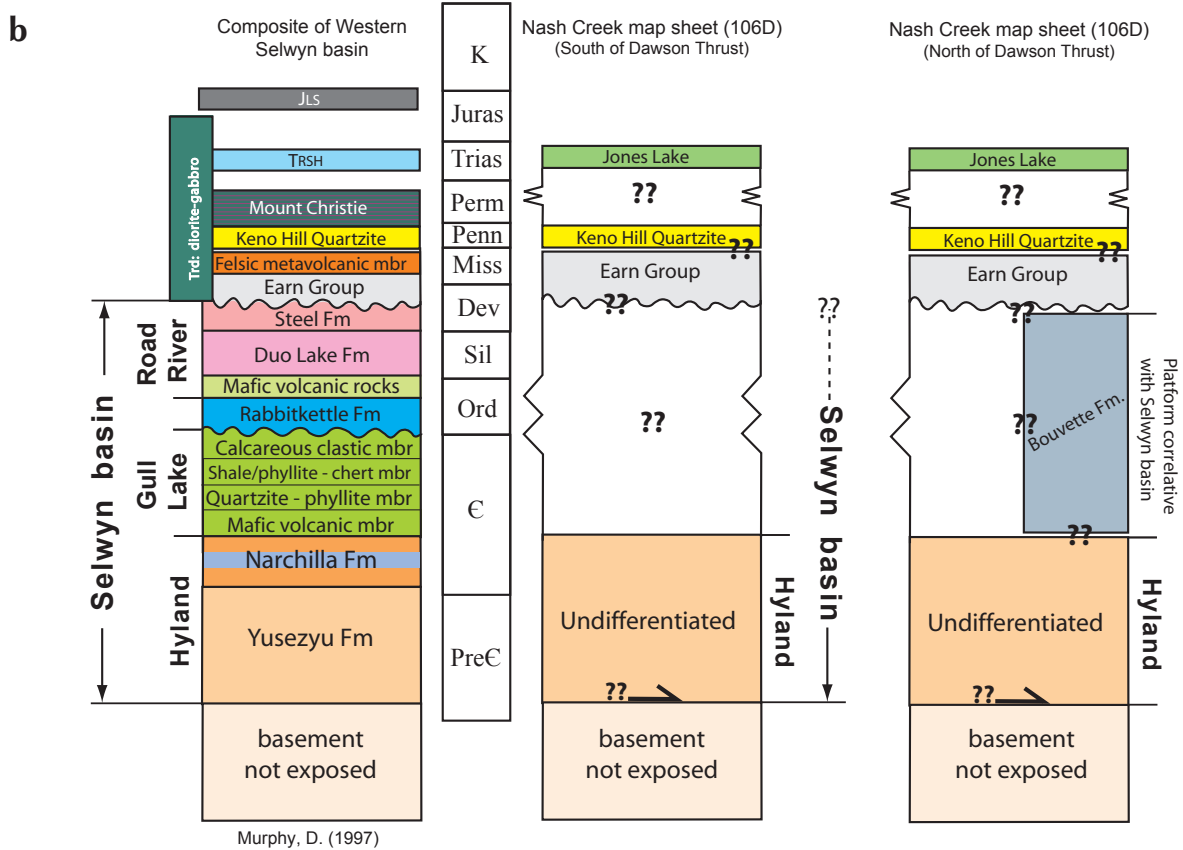 b
Composite of Western
Selwyn basin
JLS
Trd: diorite-gabbro
TRSH
Mount Christie
Keno Hill Quartzite
Felsic metavolcanic mbr
Earn Group
Steel Fm
Duo Lake Fm
Mafic volcanic rocks
Rabbitkettle Fm
Calcareous clastic mbr
Shale/phyllite - chert mbr
Quartzite - phyllite mbr
Mafic volcanic mbr
Narchilla Fm
Yusezyu Fm
basement
not exposed
Murphy, D. (1997)
Selwyn basin
Road
River
Gull
Lake
Hyland
K
Juras
Trias
Perm
Penn
Miss
Dev
Sil
Ord
Є
PreЄ
Nash Creek map sheet (106D)
(South of Dawson Thrust)
Jones Lake
??
Keno Hill Quartzite
??
Earn Group
??
??
Undifferentiated
??
basement
not exposed
Hyland
??
Selwyn basin
Nash Creek map sheet (106D)
(North of Dawson Thrust)
Jones Lake
??
Keno Hill Quartzite
??
Earn Group
??
??
Bouvette Fm.
??
Platform correlative
with Selwyn basin
Undifferentiated
??
basement
not exposed
Hyland